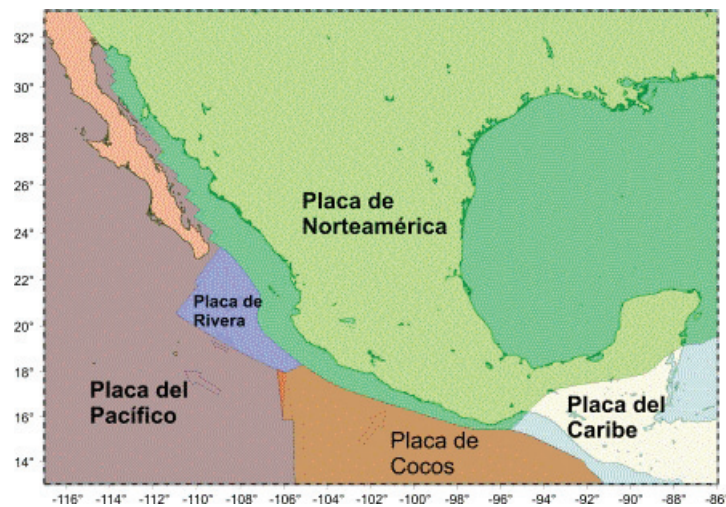 32°
30°
28°
26°
24°
22°
20°
18°
16°
14°
Placa de
Norteamérica
Placa de
Rivera
Placa del
Pacífico
Placa de
Cocos
Placa del
Caribe
-116° -114° -112° -110° -108° -106° -104° -102° -100° -98° -96° -94° -92° -90° -88° -86°